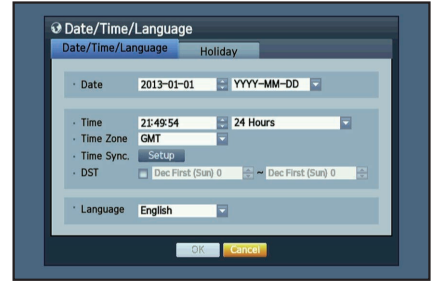 Date/Time/Language
Date/Time/Language Holiday
· Date 2013-01-01 YYYY-MM-DD
· Time 21:49:54 24 Hours
· Time Zone GMT
· Time Sync. Setup
· DST Dec First (Sun) 0 ~ Dec First (Sun) 0
· Language English
OK Cancel